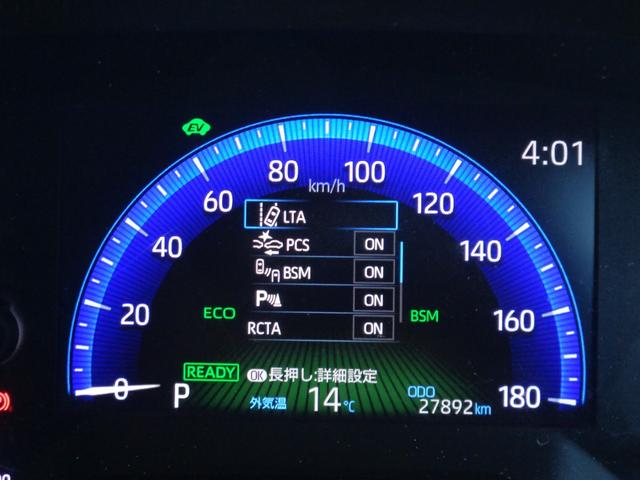 EV
4:01
80
100
km/h
60
120
LTA
40
PCS ON
140
BSM ON
P ON
20
ECO
BSM
160
RCTA ON
READY
OK 長押し:詳細設定
0
P
外気温 14℃
ODO
27892km
180